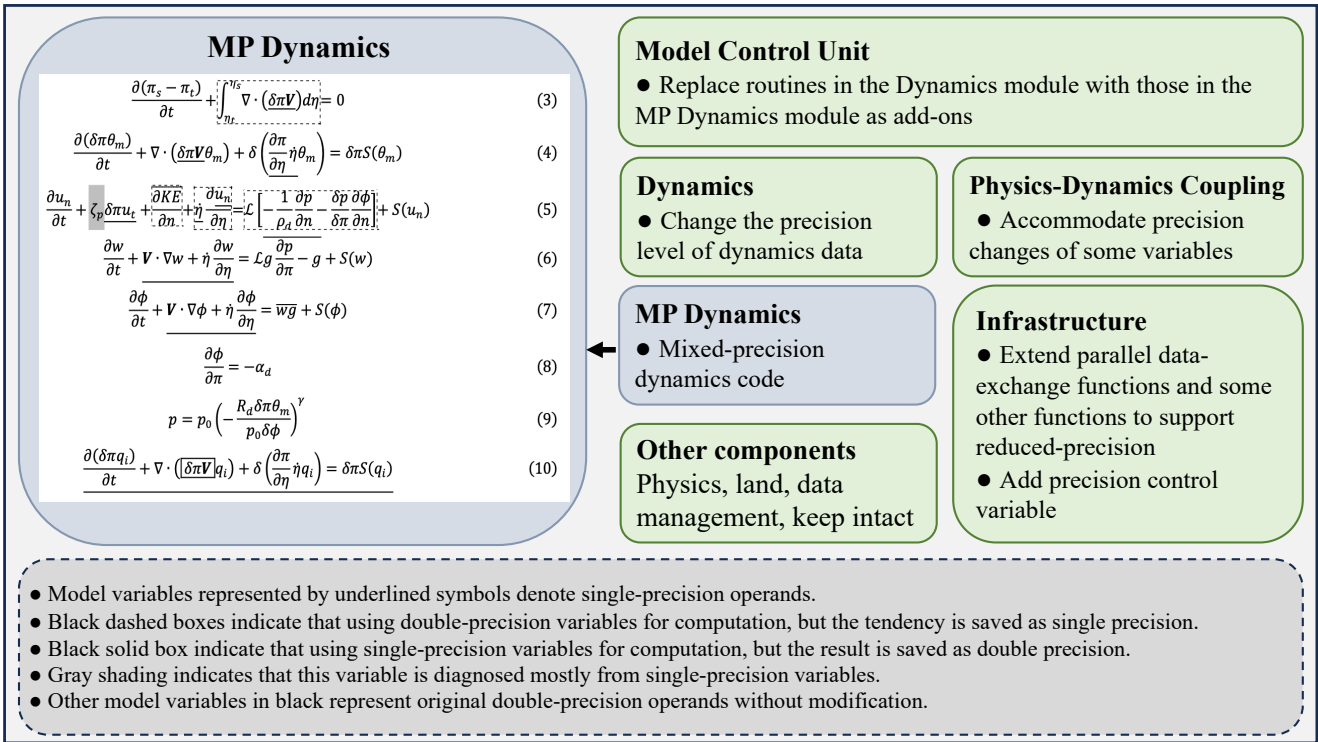 MP Dynamics
∂(π_s − π_t)/∂t + ∫_{η_t}^{η_s} ∇ · (δπV)dη = 0 (3)
∂(δπθ_m)/∂t + ∇ · (δπVθ_m) + δ(∂π/∂η η̇θ_m) = δπS(θ_m) (4)
∂u_n/∂t + ζ_p δπu_t + ∂KE/∂n + η̇ ∂u_n/∂η = ℒ[−1/ρ_d ∂p/∂n − δp/δπ ∂ϕ/∂n] + S(u_n) (5)
∂w/∂t + V · ∇w + η̇ ∂w/∂η = ℒg ∂p/∂π − g + S(w) (6)
∂ϕ/∂t + V · ∇ϕ + η̇ ∂ϕ/∂η = w̅g̅ + S(ϕ) (7)
∂ϕ/∂π = −α_d (8)
p = p_0 (−R_d δπθ_m / p_0 δϕ)^γ (9)
∂(δπq_i)/∂t + ∇ · (δπV q_i) + δ(∂π/∂η η̇q_i) = δπS(q_i) (10)
Model Control Unit
● Replace routines in the Dynamics module with those in the
MP Dynamics module as add-ons
Dynamics
● Change the precision
level of dynamics data
Physics-Dynamics Coupling
● Accommodate precision
changes of some variables
MP Dynamics
● Mixed-precision
dynamics code
Infrastructure
● Extend parallel data-
exchange functions and some
other functions to support
reduced-precision
● Add precision control
variable
Other components
Physics, land, data
management, keep intact
● Model variables represented by underlined symbols denote single-precision operands.
● Black dashed boxes indicate that using double-precision variables for computation, but the tendency is saved as single precision.
● Black solid box indicate that using single-precision variables for computation, but the result is saved as double precision.
● Gray shading indicates that this variable is diagnosed mostly from single-precision variables.
● Other model variables in black represent original double-precision operands without modification.